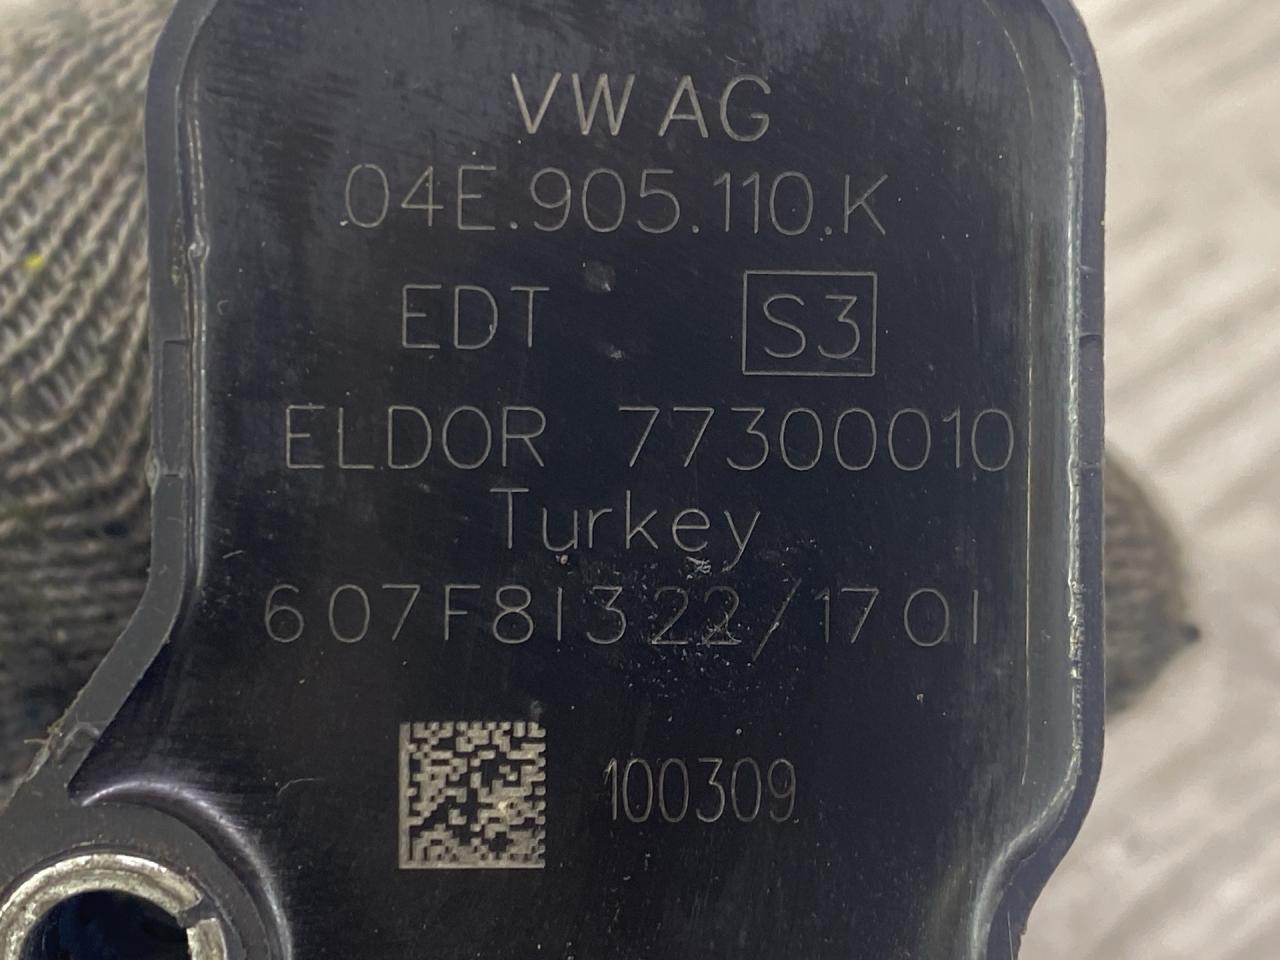 VW AG
04E.905.110.K
EDT S3
ELDOR 77300010
Turkey
607F81322/1701
100309